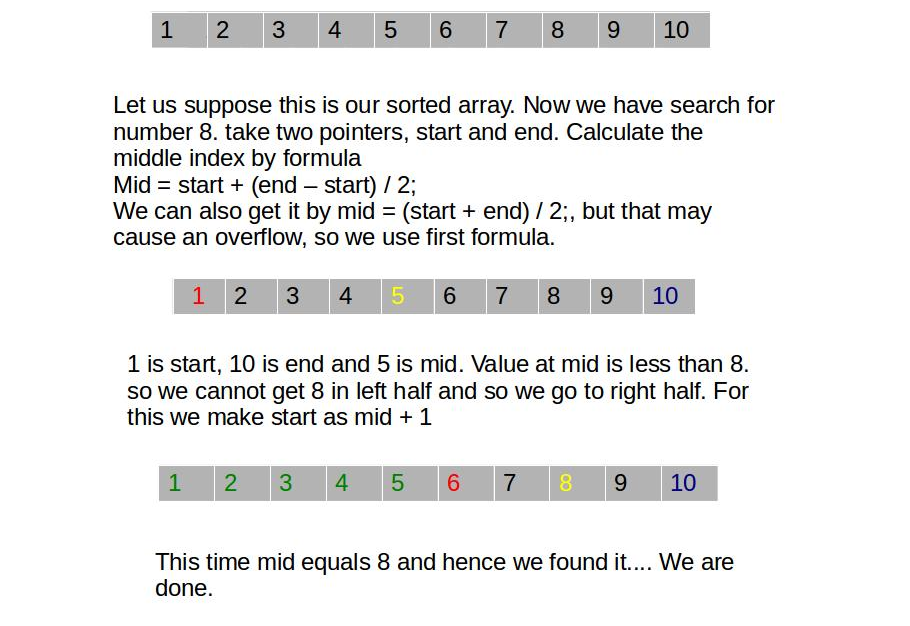 1 2 3 4 5 6 7 8 9 10
Let us suppose this is our sorted array. Now we have search for
number 8. take two pointers, start and end. Calculate the
middle index by formula
Mid = start + (end – start) / 2;
We can also get it by mid = (start + end) / 2;, but that may
cause an overflow, so we use first formula.
1 2 3 4 5 6 7 8 9 10
1 is start, 10 is end and 5 is mid. Value at mid is less than 8.
so we cannot get 8 in left half and so we go to right half. For
this we make start as mid + 1
1 2 3 4 5 6 7 8 9 10
This time mid equals 8 and hence we found it.... We are
done.